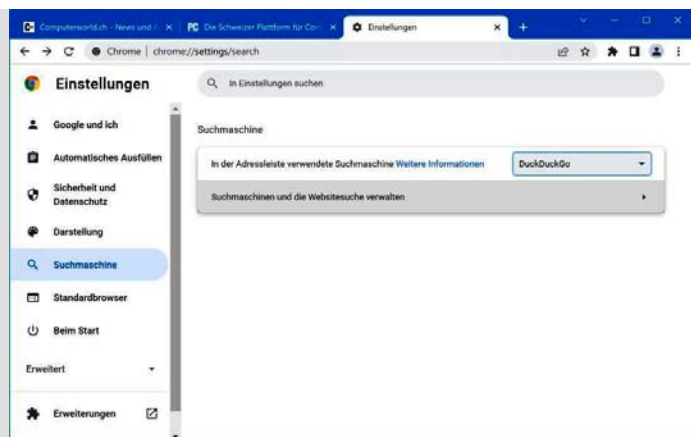 Computerworld.ch - News und
PC Die Schweizer Plattform für Com
Einstellungen
Chrome | chrome://settings/search
Einstellungen
In Einstellungen suchen
Google und ich
Automatisches Ausfüllen
Sicherheit und
Datenschutz
Darstellung
Suchmaschine
Standardbrowser
Beim Start
Erweitert
Erweiterungen
Suchmaschine
In der Adressleiste verwendete Suchmaschine Weitere Informationen
DuckDuckGo
Suchmaschinen und die Websitesuche verwalten